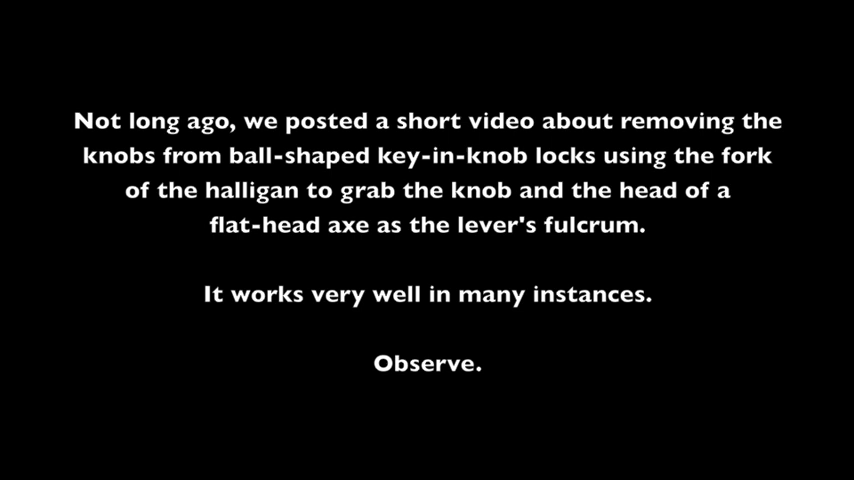 Not long ago, we posted a short video about removing the
knobs from ball-shaped key-in-knob locks using the fork
of the halligan to grab the knob and the head of a
flat-head axe as the lever's fulcrum.
It works very well in many instances.
Observe.